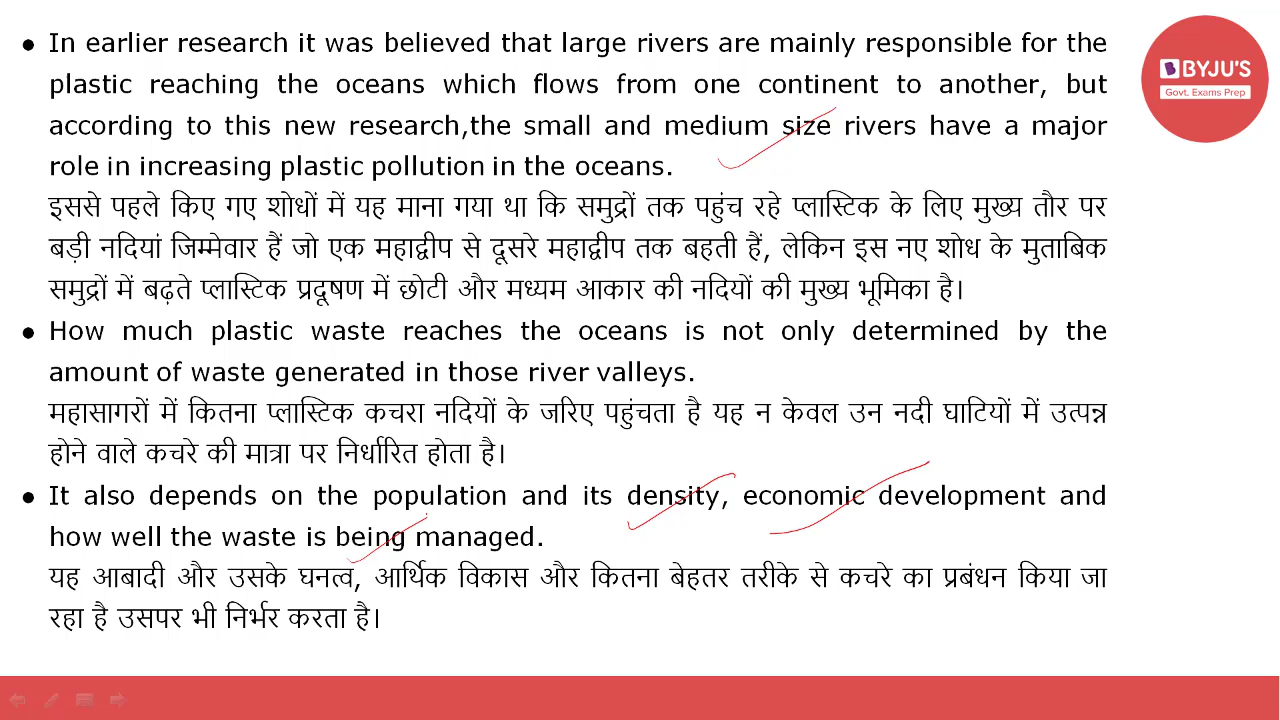 ● In earlier research it was believed that large rivers are mainly responsible for the
plastic reaching the oceans which flows from one continent to another, but
according to this new research,the small and medium size rivers have a major
role in increasing plastic pollution in the oceans.
इससे पहले किए गए शोधों में यह माना गया था कि समुद्रों तक पहुंच रहे प्लास्टिक के लिए मुख्य तौर पर
बड़ी नदियां जिम्मेवार हैं जो एक महाद्वीप से दूसरे महाद्वीप तक बहती हैं, लेकिन इस नए शोध के मुताबिक
समुद्रों में बढ़ते प्लास्टिक प्रदूषण में छोटी और मध्यम आकार की नदियों की मुख्य भूमिका है।
● How much plastic waste reaches the oceans is not only determined by the
amount of waste generated in those river valleys.
महासागरों में कितना प्लास्टिक कचरा नदियों के जरिए पहुंचता है यह न केवल उन नदी घाटियों में उत्पन्न
होने वाले कचरे की मात्रा पर निर्धारित होता है।
● It also depends on the population and its density, economic development and
how well the waste is being managed.
यह आबादी और उसके घनत्व, आर्थिक विकास और कितना बेहतर तरीके से कचरे का प्रबंधन किया जा
रहा है उसपर भी निर्भर करता है।
BYJU'S
Govt. Exams Prep